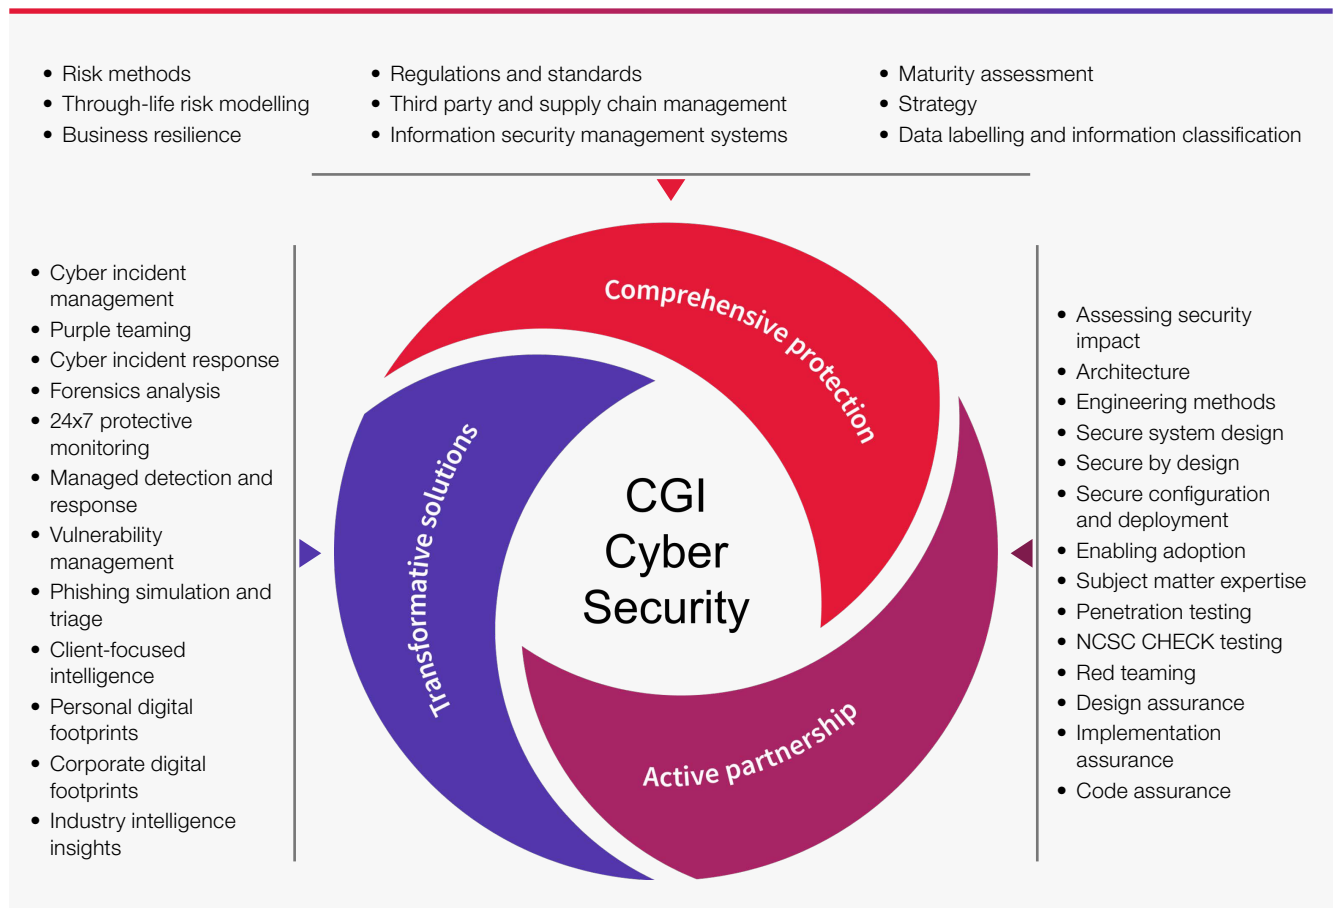 • Risk methods
• Through-life risk modelling
• Business resilience
• Regulations and standards
• Third party and supply chain management
• Information security management systems
• Maturity assessment
• Strategy
• Data labelling and information classification
• Cyber incident
management
• Purple teaming
• Cyber incident response
• Forensics analysis
• 24x7 protective
monitoring
• Managed detection and
response
• Vulnerability
management
• Phishing simulation and
triage
• Client-focused
intelligence
• Personal digital
footprints
• Corporate digital
footprints
• Industry intelligence
insights
Comprehensive protection
Transformative solutions
CGI
Cyber
Security
Active partnership
• Assessing security
impact
• Architecture
• Engineering methods
• Secure system design
• Secure by design
• Secure configuration
and deployment
• Enabling adoption
• Subject matter expertise
• Penetration testing
• NCSC CHECK testing
• Red teaming
• Design assurance
• Implementation
assurance
• Code assurance